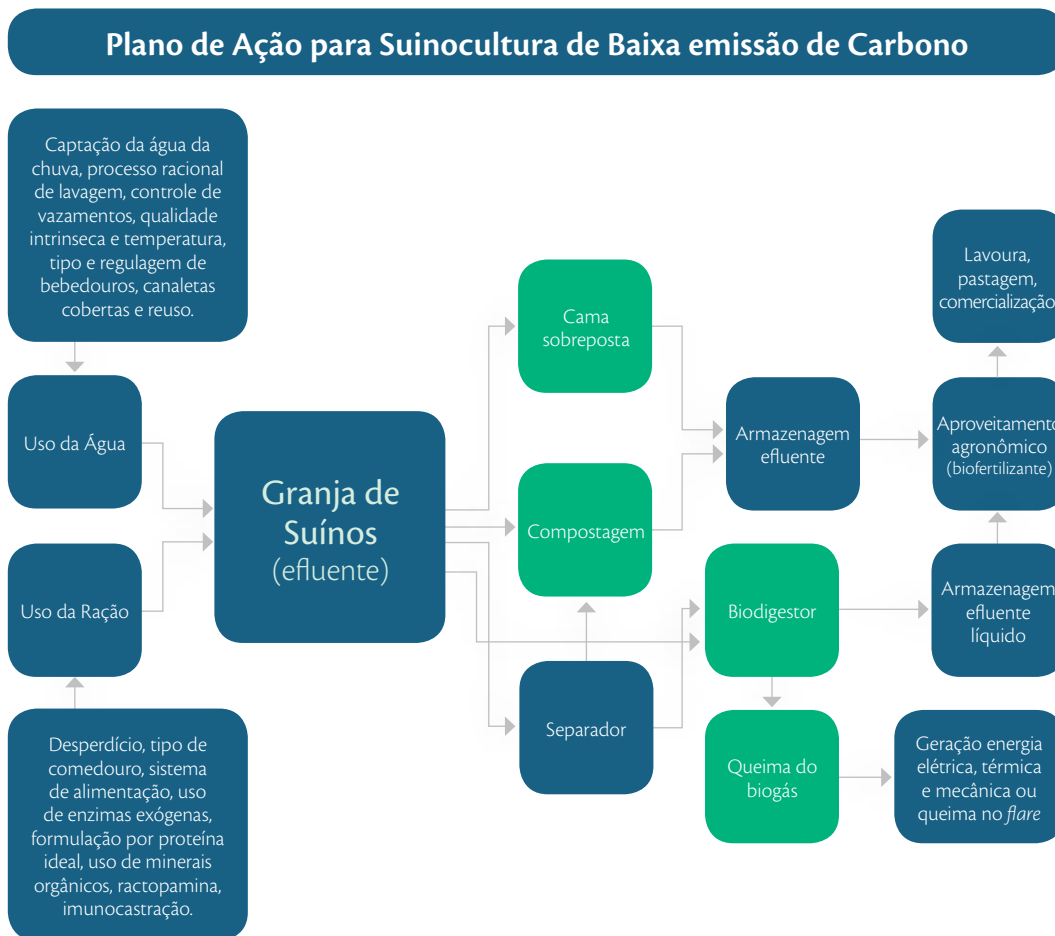 Plano de Ação para Suinocultura de Baixa emissão de Carbono
Captação da água da
chuva, processo racional
de lavagem, controle de
vazamentos, qualidade
intrinseca e temperatura,
tipo e regulagem de
bebedouros, canaletas
cobertas e reuso.
Uso da Água
Uso da Ração
Desperdício, tipo de
comedouro, sistema
de alimentação, uso
de enzimas exógenas,
formulação por proteína
ideal, uso de minerais
orgânicos, ractopamina,
imunocastração.
Granja de
Suínos
(efluente)
Cama
sobreposta
Compostagem
Separador
Armazenagem
efluente
Biodigestor
Queima do
biogás
Lavoura,
pastagem,
comercialização
Aproveitamento
agronômico
(biofertilizante)
Armazenagem
efluente
líquido
Geração energia
elétrica, térmica
e mecânica ou
queima no flare